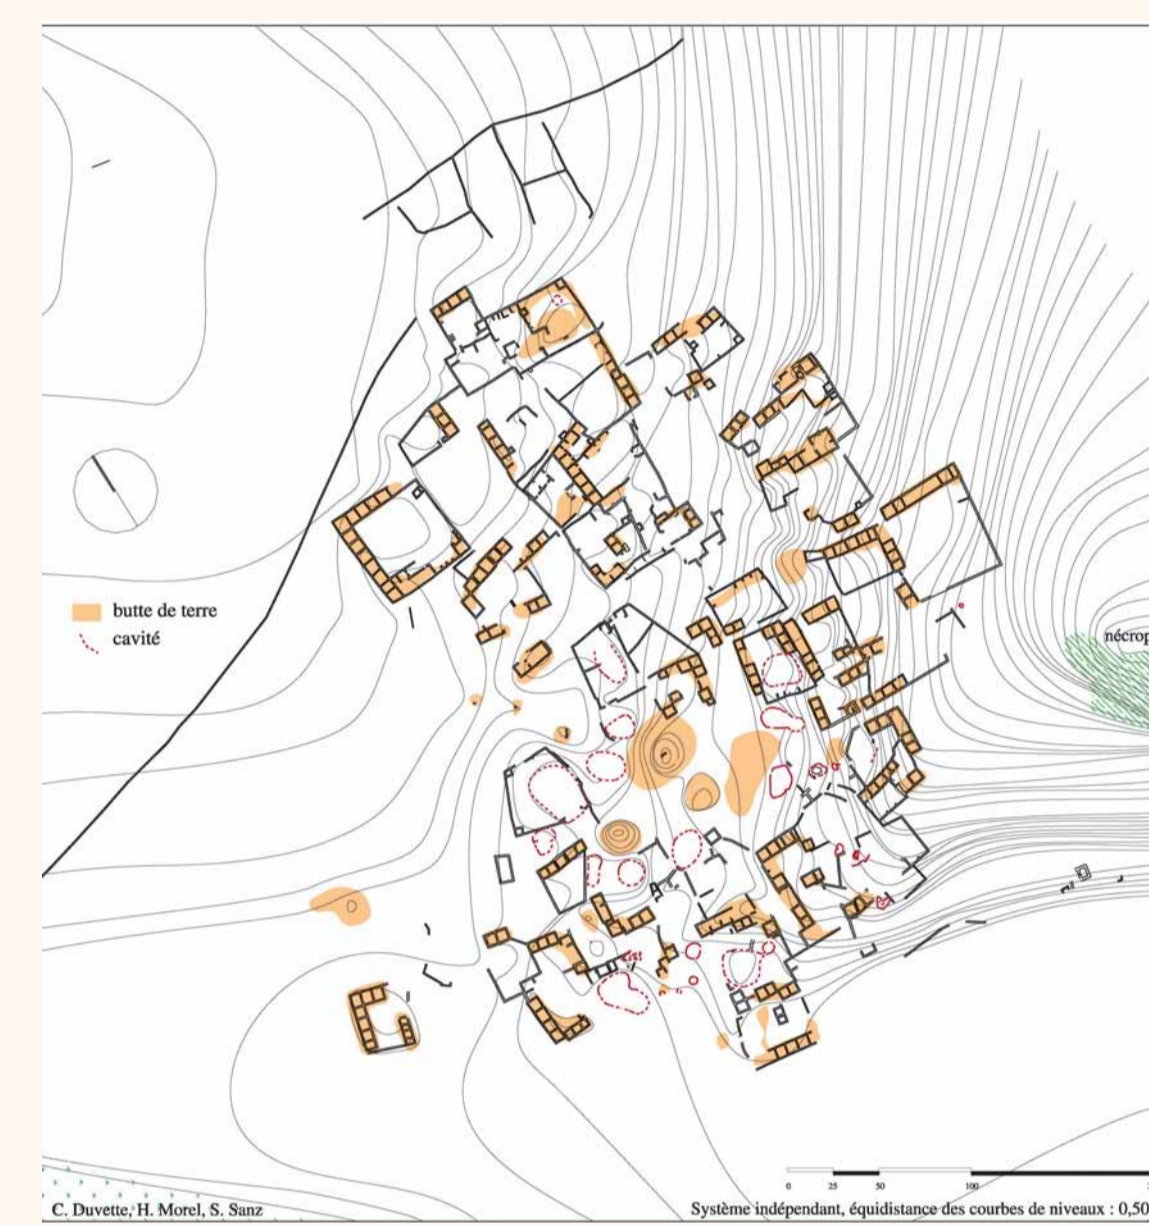 butte de terre
cavité
nécrop
0 25 50 100
C. Duvette, H. Morel, S. Sanz
Système indépendant, équidistance des courbes de niveaux : 0,50